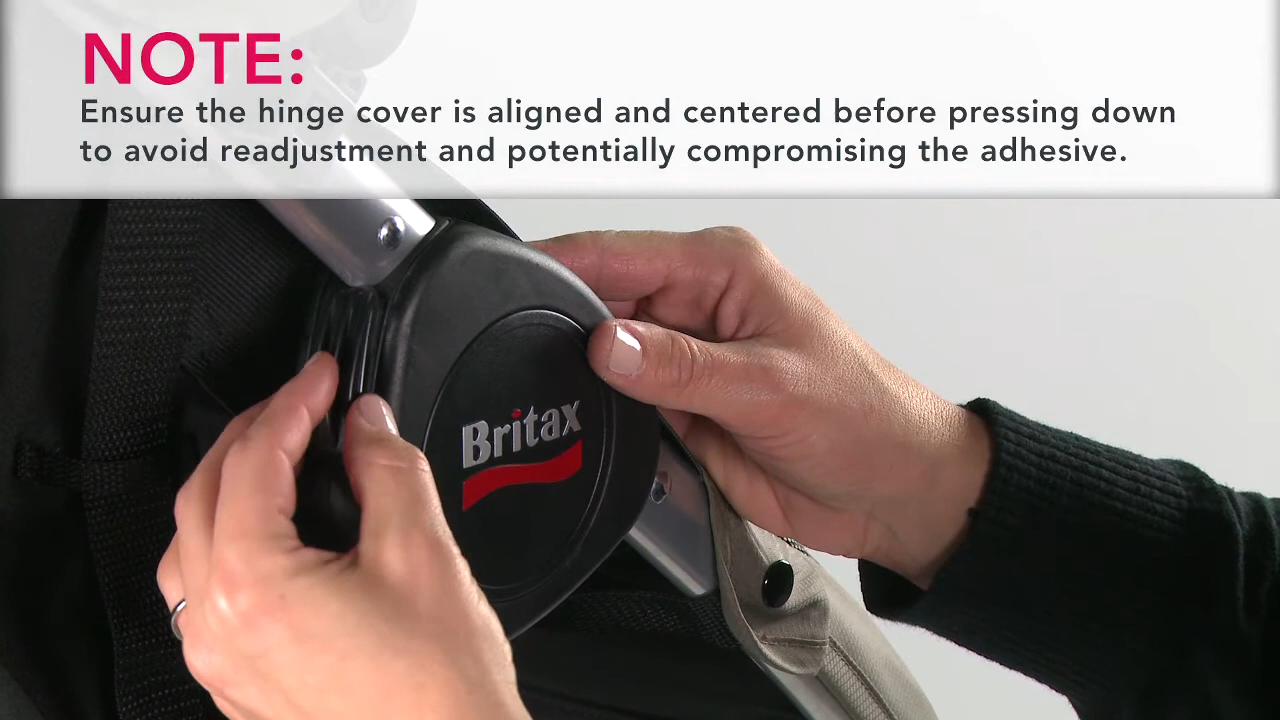 NOTE:
Ensure the hinge cover is aligned and centered before pressing down
to avoid readjustment and potentially compromising the adhesive.
Britax